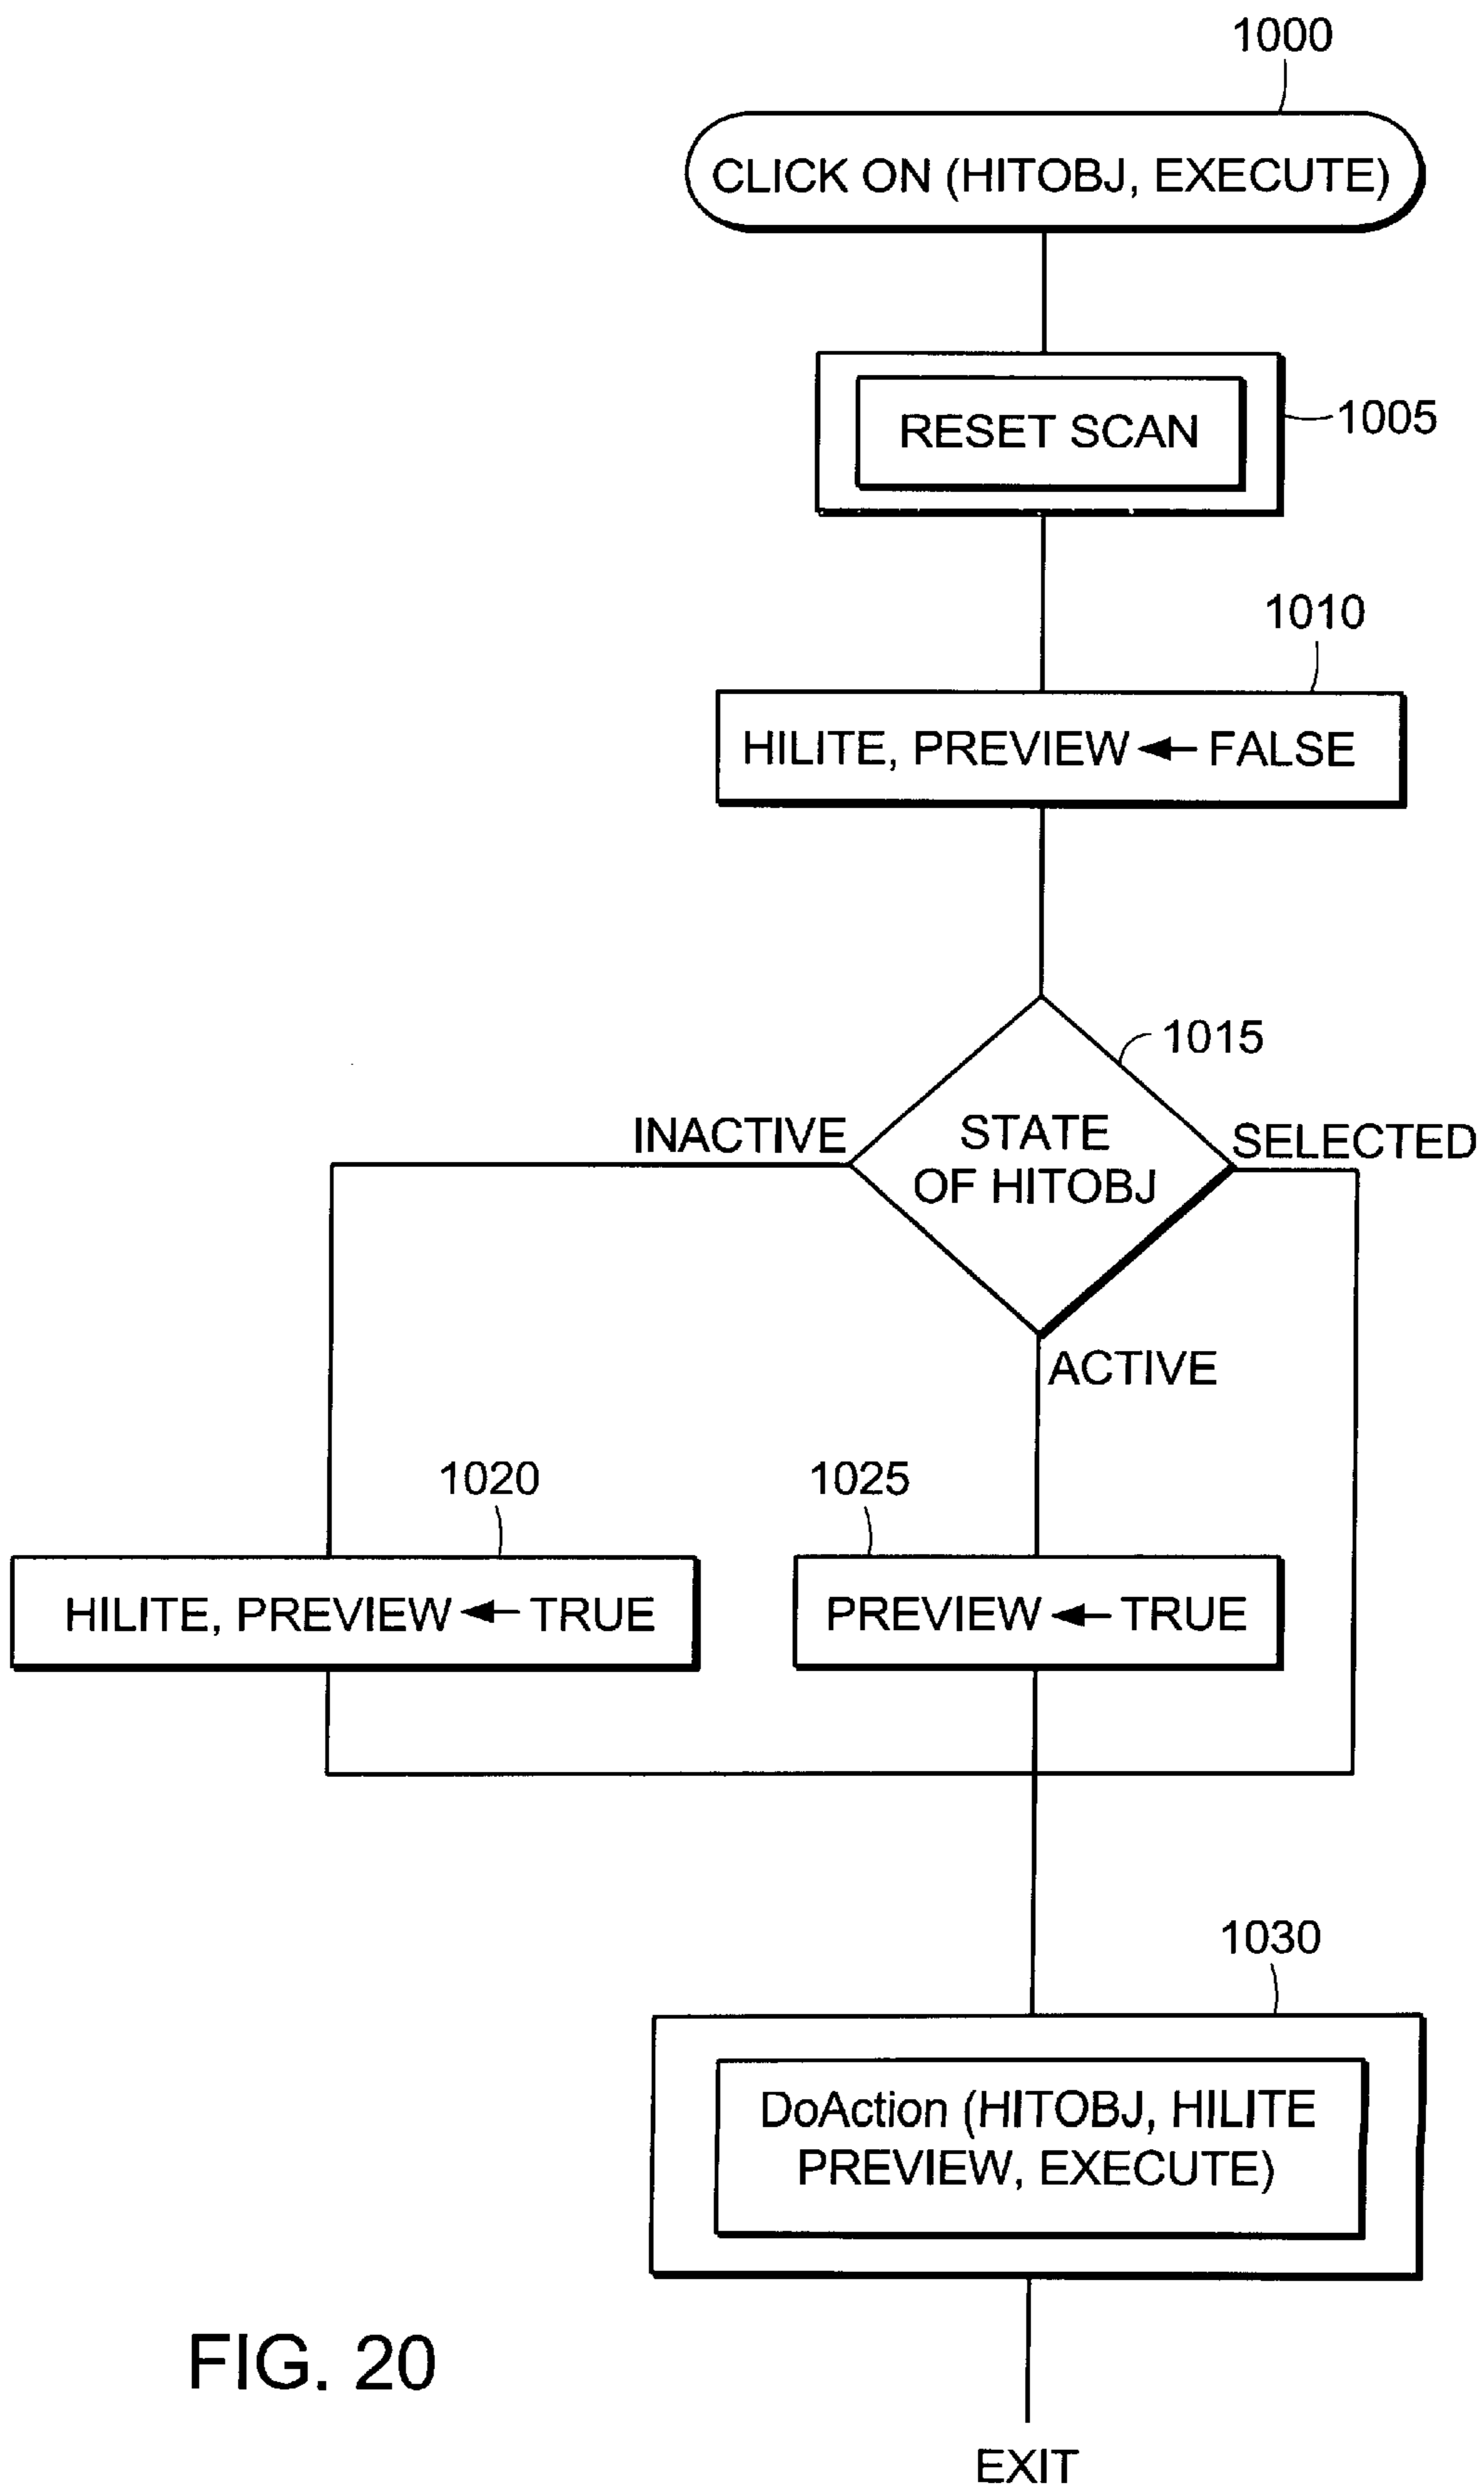 1000
CLICK ON (HITOBJ, EXECUTE)
RESET SCAN
1005
1010
HILITE, PREVIEW ← FALSE
1015
INACTIVE
STATE
OF HITOBJ
SELECTED
ACTIVE
1020
1025
HILITE, PREVIEW ← TRUE
PREVIEW ← TRUE
1030
DoAction (HITOBJ, HILITE
PREVIEW, EXECUTE)
FIG. 20
EXIT